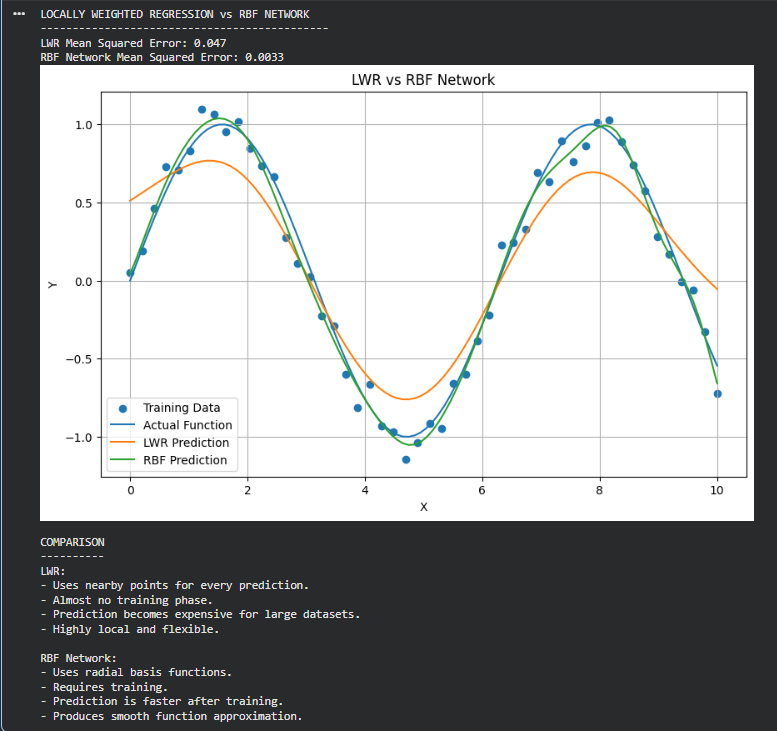 LOCALLY WEIGHTED REGRESSION vs RBF NETWORK
--------------------------------------------
LWR Mean Squared Error: 0.047
RBF Network Mean Squared Error: 0.0033
LWR vs RBF Network
1.0
0.5
0.0
−0.5
−1.0
Y
Training Data
Actual Function
LWR Prediction
RBF Prediction
0 2 4 6 8 10
X
COMPARISON
----------
LWR:
- Uses nearby points for every prediction.
- Almost no training phase.
- Prediction becomes expensive for large datasets.
- Highly local and flexible.
RBF Network:
- Uses radial basis functions.
- Requires training.
- Prediction is faster after training.
- Produces smooth function approximation.